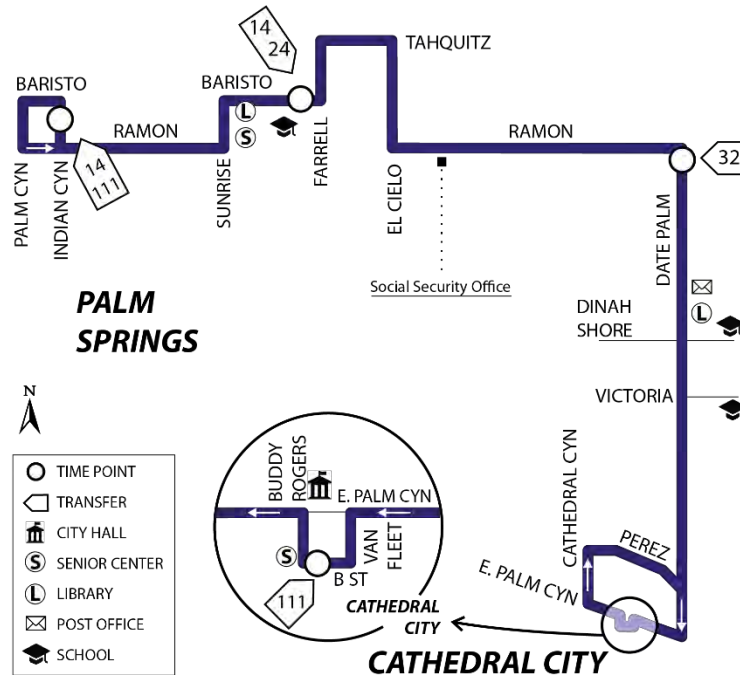 14
24
TAHQUITZ
BARISTO
BARISTO
RAMON
RAMON
32
14
111
PALM CYN
INDIAN CYN
SUNRISE
FARRELL
EL CIELO
DATE PALM
Social Security Office
PALM
SPRINGS
DINAH
SHORE
VICTORIA
N
TIME POINT
TRANSFER
CITY HALL
SENIOR CENTER
LIBRARY
POST OFFICE
SCHOOL
L
S
L
S
L
BUDDY
ROGERS
E. PALM CYN
VAN
FLEET
S
B ST
111
CATHEDRAL
CITY
CATHEDRAL CYN
PEREZ
E. PALM CYN
CATHEDRAL CITY